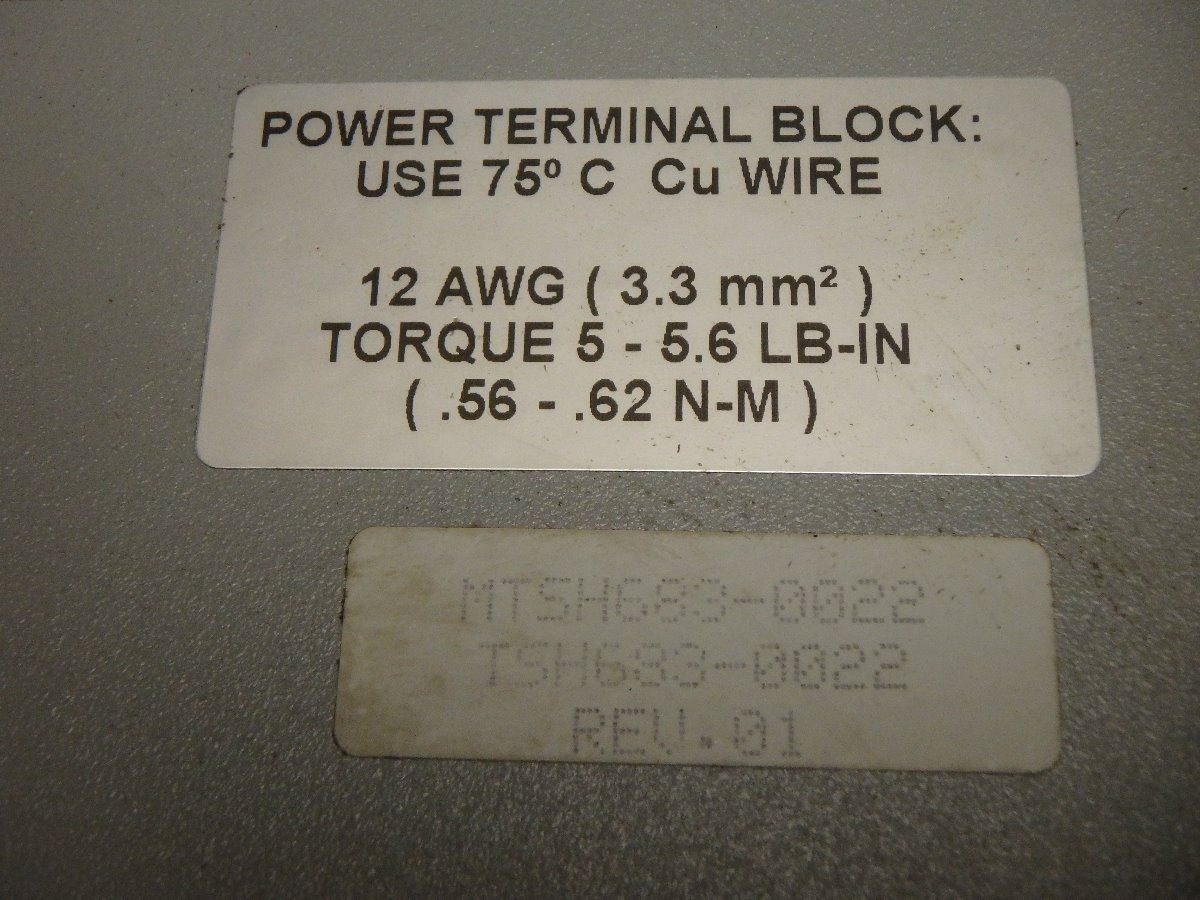 POWER TERMINAL BLOCK:
USE 75º C Cu WIRE
12 AWG ( 3.3 mm² )
TORQUE 5 - 5.6 LB-IN
( .56 - .62 N-M )
MTSH683-0022
TSH683-0022
REV.01